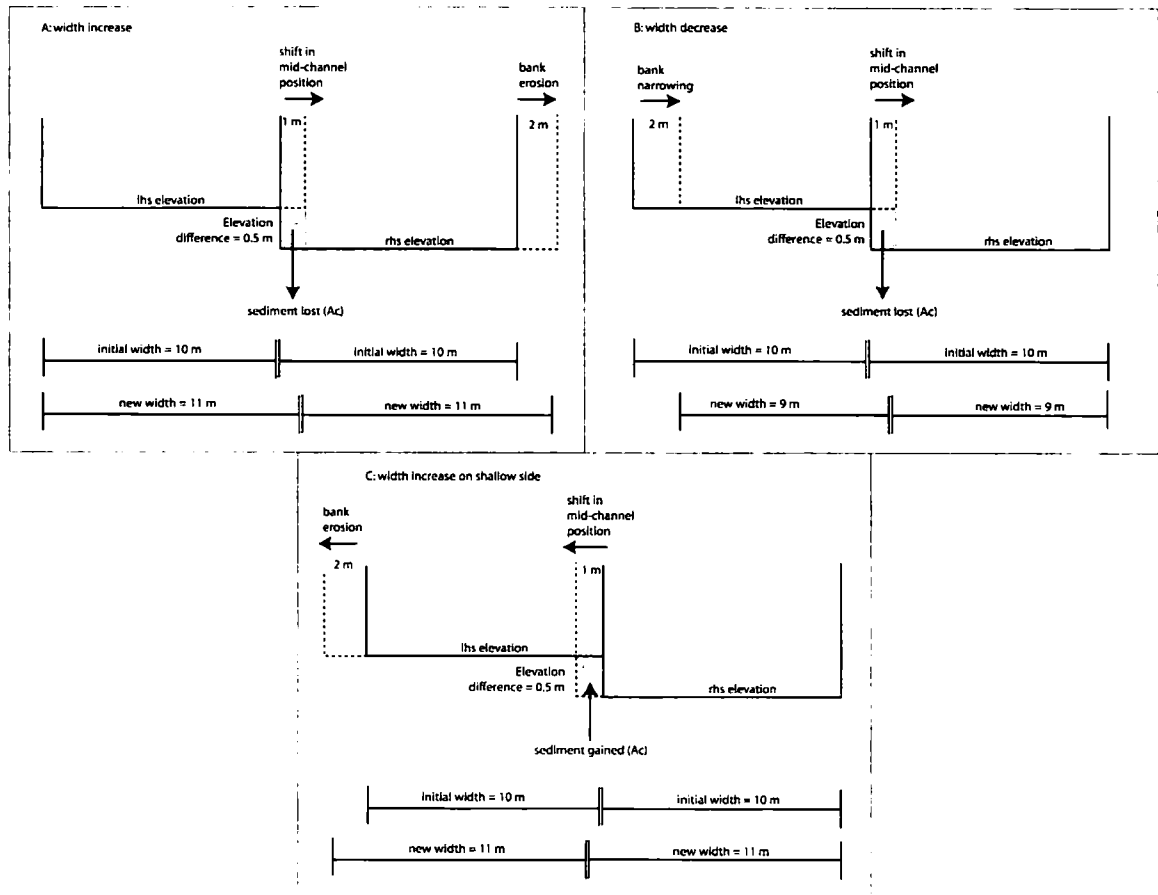 A: width increase
shift in
mid-channel
position
bank
erosion
1 m
2 m
lhs elevation
Elevation
difference = 0.5 m
rhs elevation
sediment lost (Ac)
initial width = 10 m
initial width = 10 m
new width = 11 m
new width = 11 m
B: width decrease
bank
narrowing
shift in
mid-channel
position
2 m
1 m
lhs elevation
Elevation
difference = 0.5 m
rhs elevation
sediment lost (Ac)
initial width = 10 m
initial width = 10 m
new width = 9 m
new width = 9 m
C: width increase on shallow side
bank
erosion
shift in
mid-channel
position
2 m
1 m
lhs elevation
Elevation
difference = 0.5 m
rhs elevation
sediment gained (Ac)
initial width = 10 m
initial width = 10 m
new width = 11 m
new width = 11 m